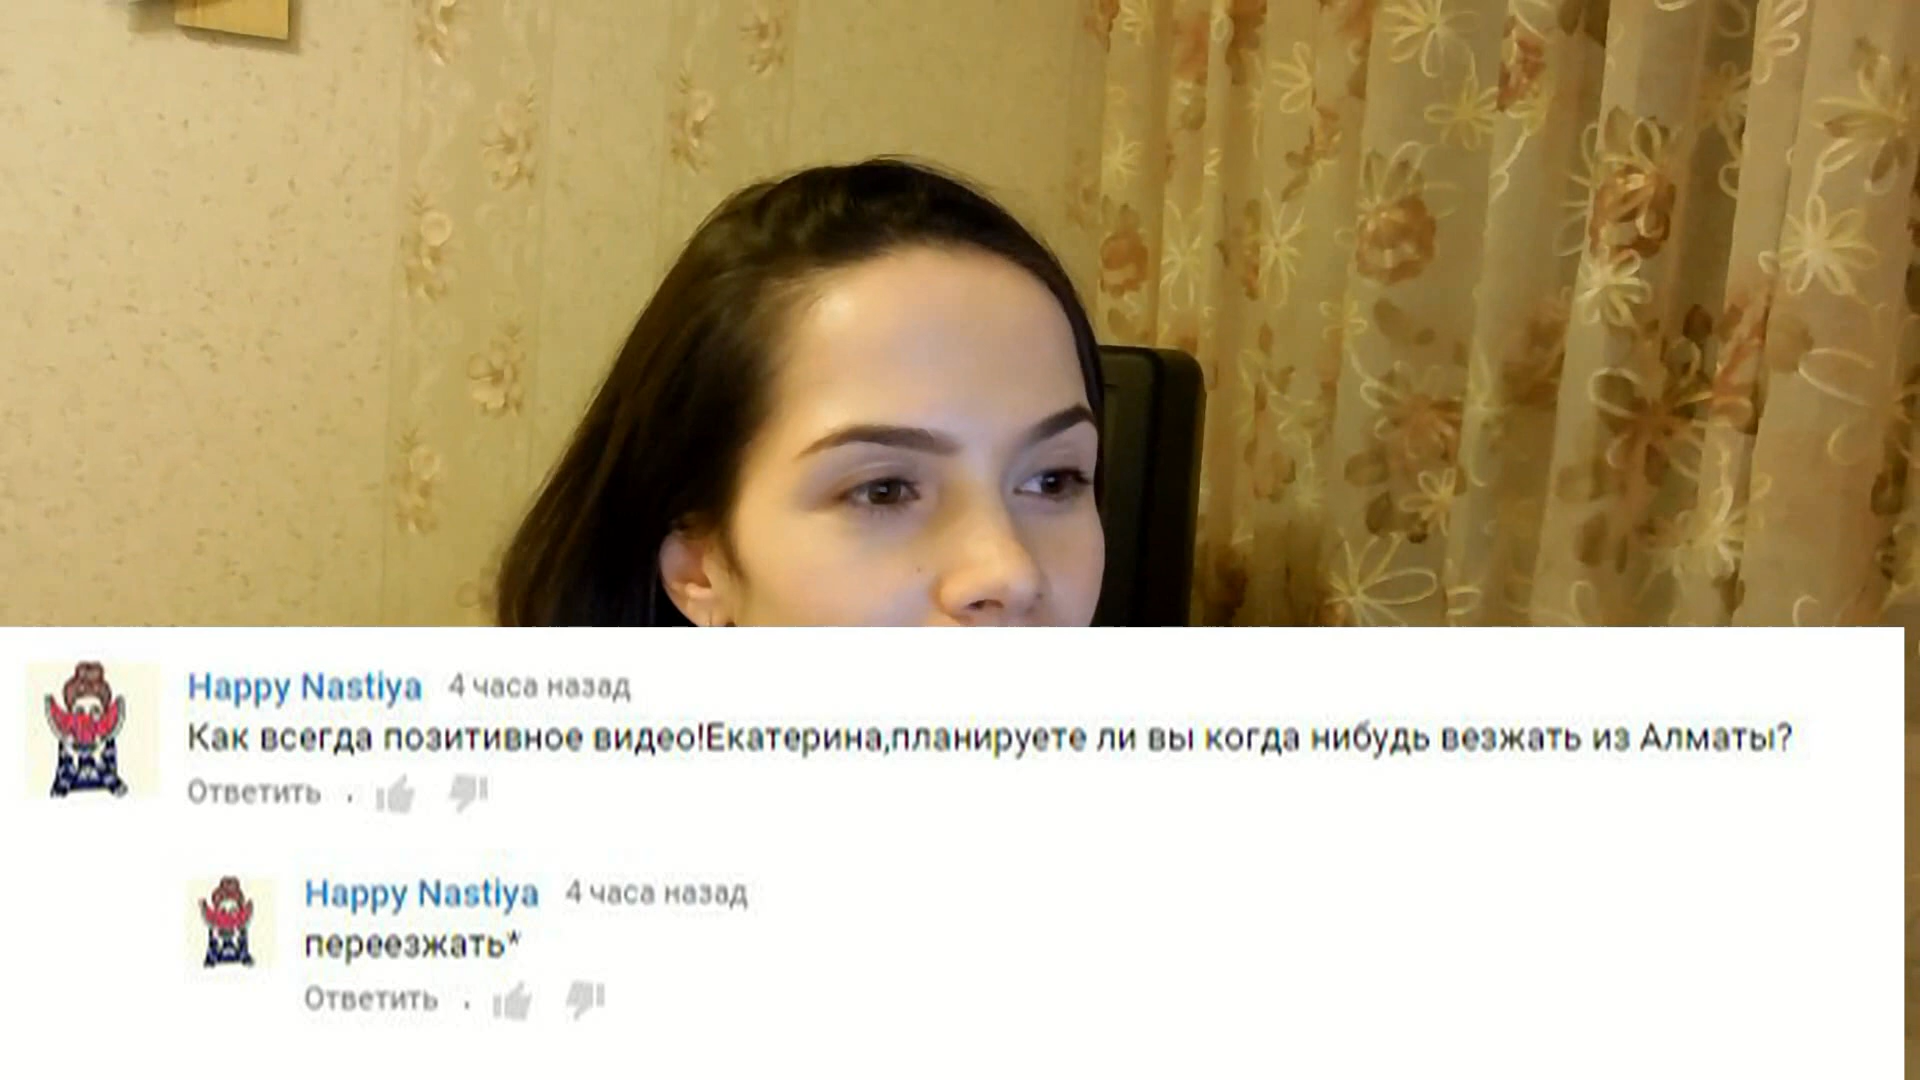 Happy Nastiya 4 часа назад
Как всегда позитивное видео!Екатерина,планируете ли вы когда нибудь везжать из Алматы?
Ответить
Happy Nastiya 4 часа назад
переезжать*
Ответить